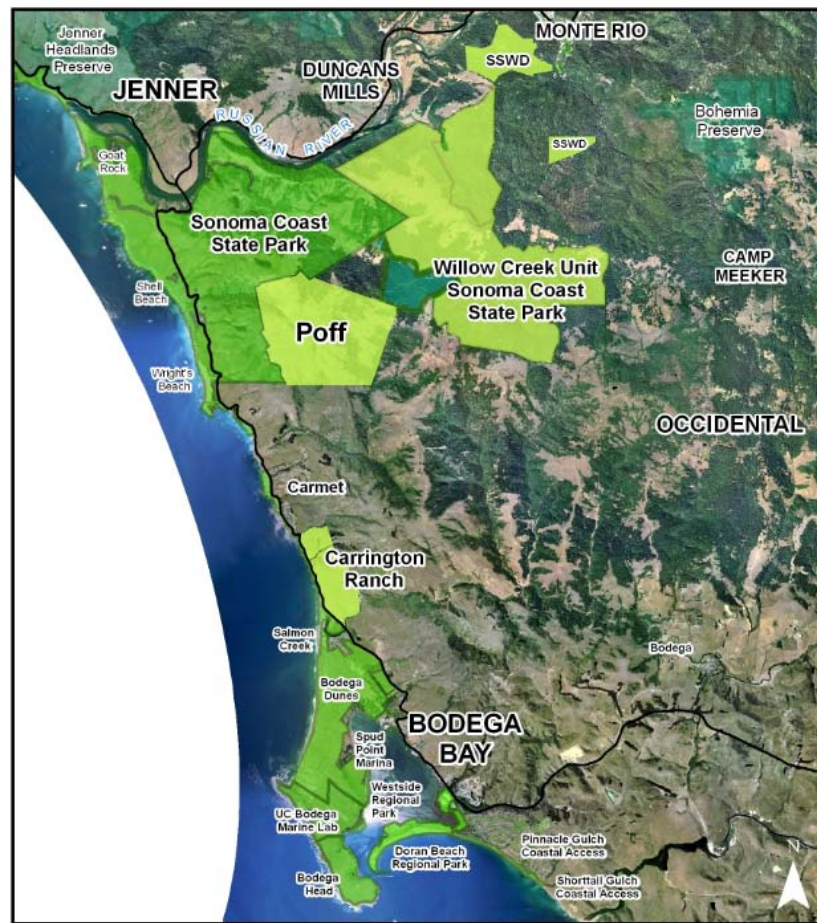 MONTE RIO
Jenner
Headlands
Preserve
JENNER
DUNCANS
MILLS
SSWD
RUSSIAN RIVER
Bohemia
Preserve
Goat
Rock
SSWD
Sonoma Coast
State Park
Willow Creek Unit
Sonoma Coast
State Park
CAMP
MEEKER
Shell
Beach
Poff
Wright's
Beach
OCCIDENTAL
Carmet
Carrington
Ranch
Salmon
Creek
Bodega
Bodega
Dunes
BODEGA
BAY
Spud
Point
Marina
Westside
Regional
Park
UC Bodega
Marine Lab
Doran Beach
Regional Park
Pinnacle Gulch
Coastal Access
Bodega
Head
Shorttail Gulch
Coastal Access
N